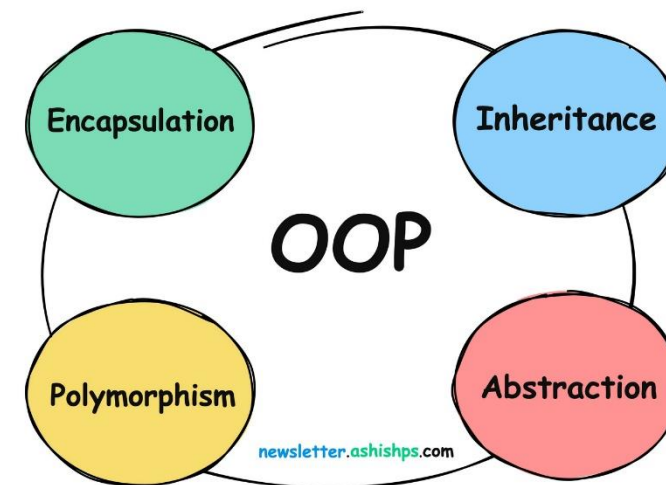 Encapsulation
Inheritance
OOP
Polymorphism
Abstraction
newsletter.ashishps.com